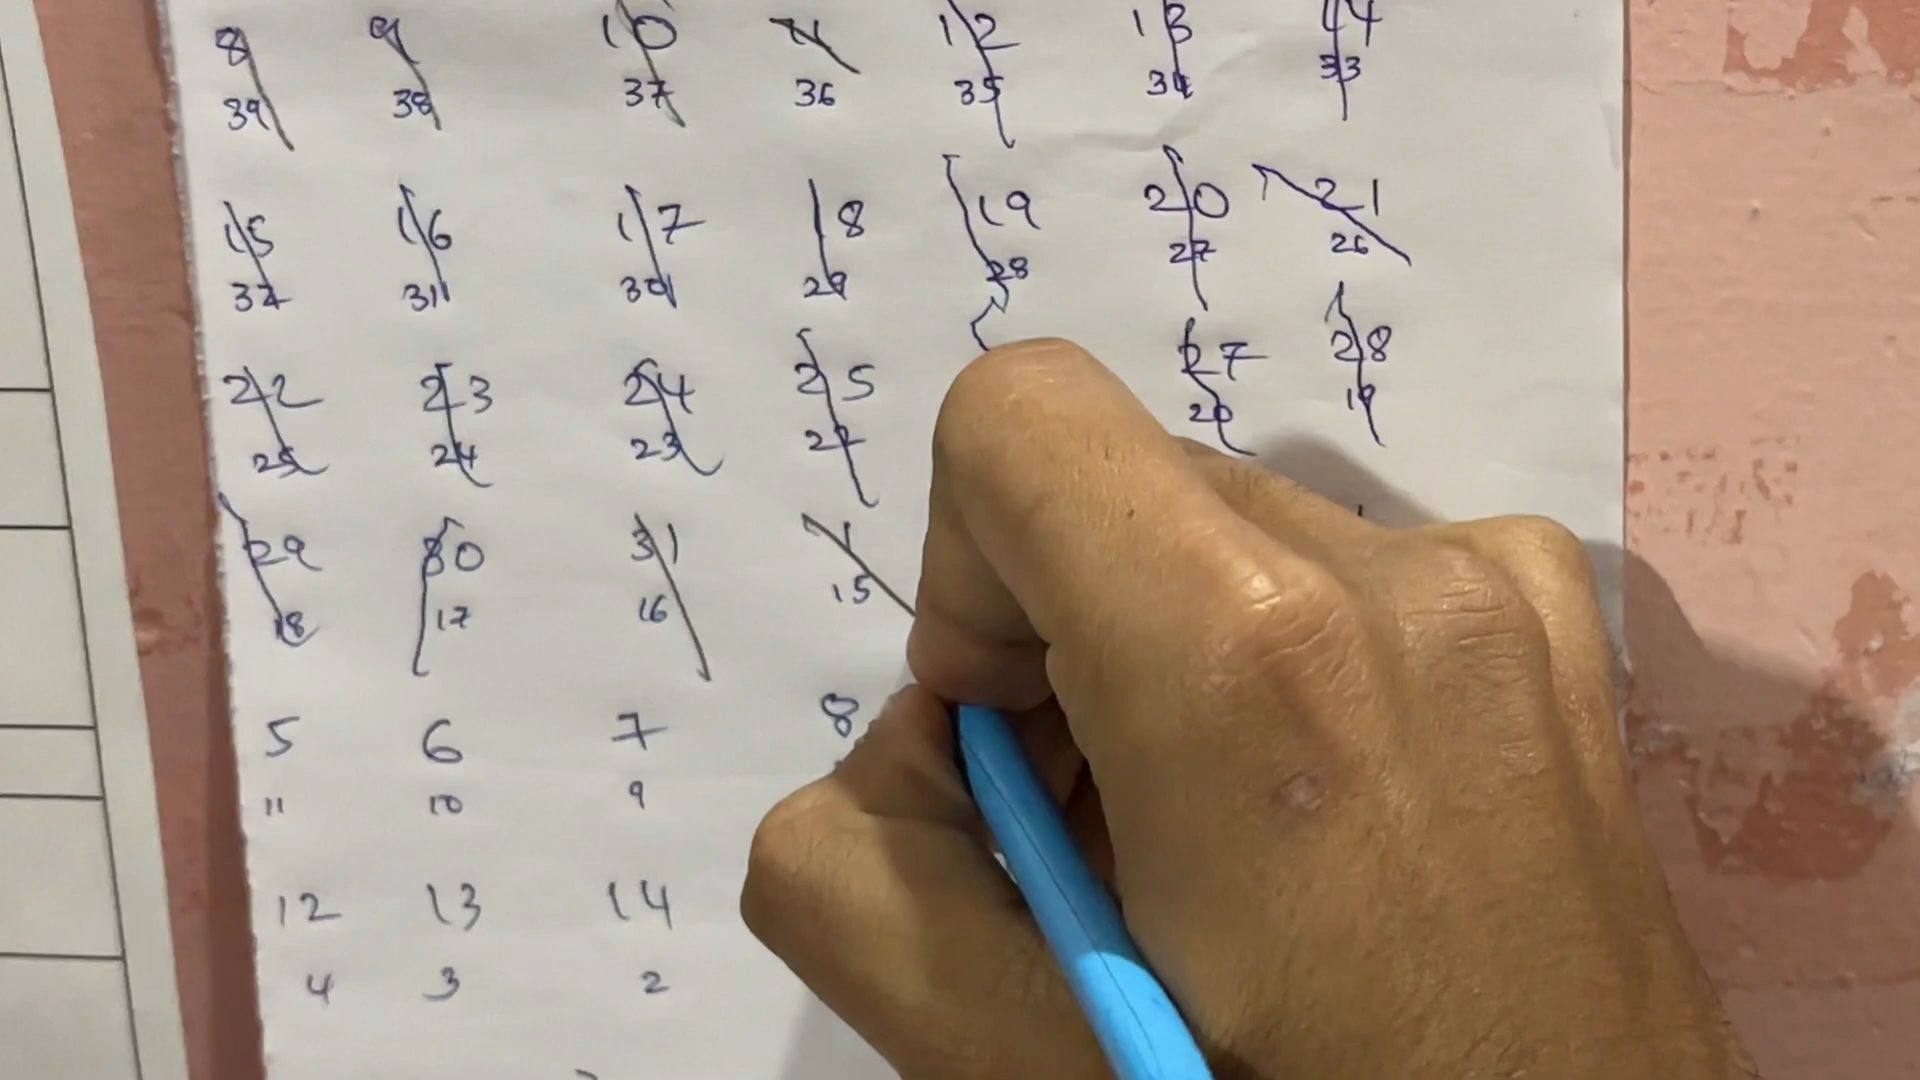 8 9 10 11 12 13 14
39 38 37 36 35 34 33
15 16 17 18 19 20 21
32 31 30 29 28 27 26
22 23 24 25 27 28
25 24 23 22 20 19
29 30 31 1
18 17 16 15
5 6 7 8
11 10 9
12 13 14
4 3 2